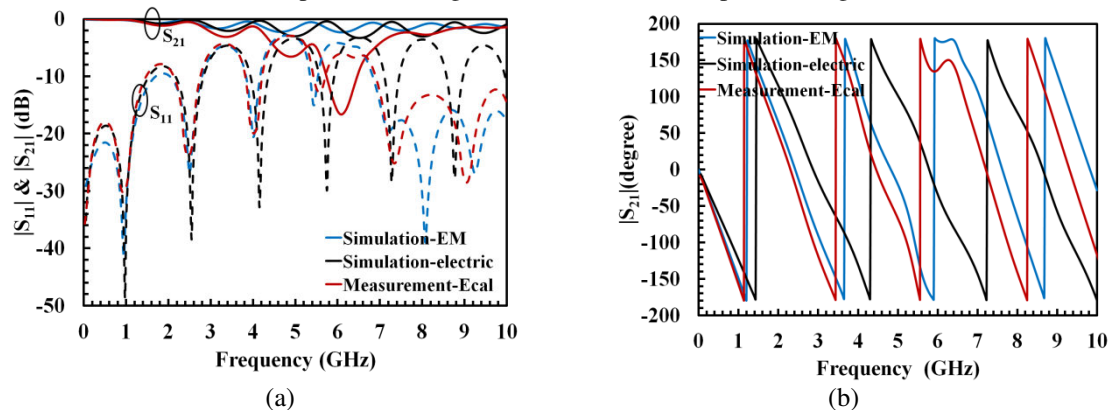 0
-10
-20
-30
-40
-50
|S11| & |S21| (dB)
S21
S11
Simulation-EM
Simulation-electric
Measurement-Ecal
0 1 2 3 4 5 6 7 8 9 10
Frequency (GHz)
(a)
200
150
100
50
0
-50
-100
-150
-200
|S21|(degree)
Simulation-EM
Simulation-electric
Measurement-Ecal
0 1 2 3 4 5 6 7 8 9 10
Frequency (GHz)
(b)